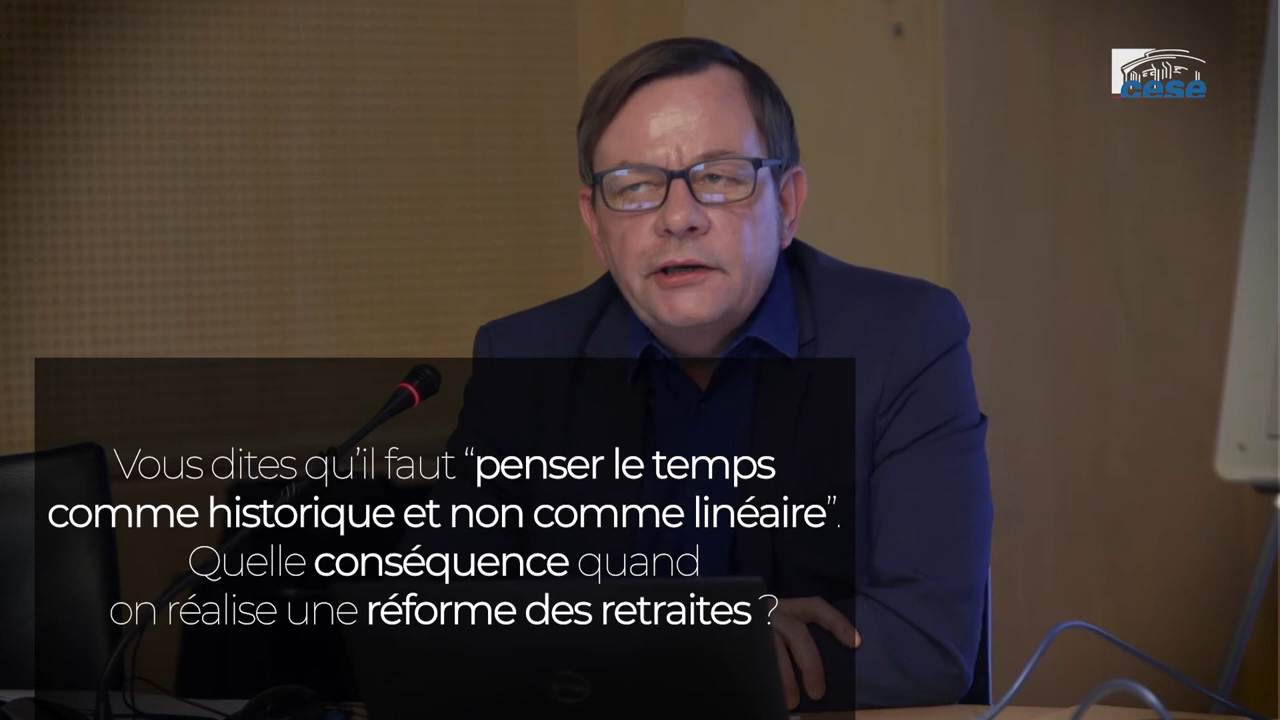 cese
Vous dites qu’il faut “penser le temps
comme historique et non comme linéaire”.
Quelle conséquence quand
on réalise une réforme des retraites ?